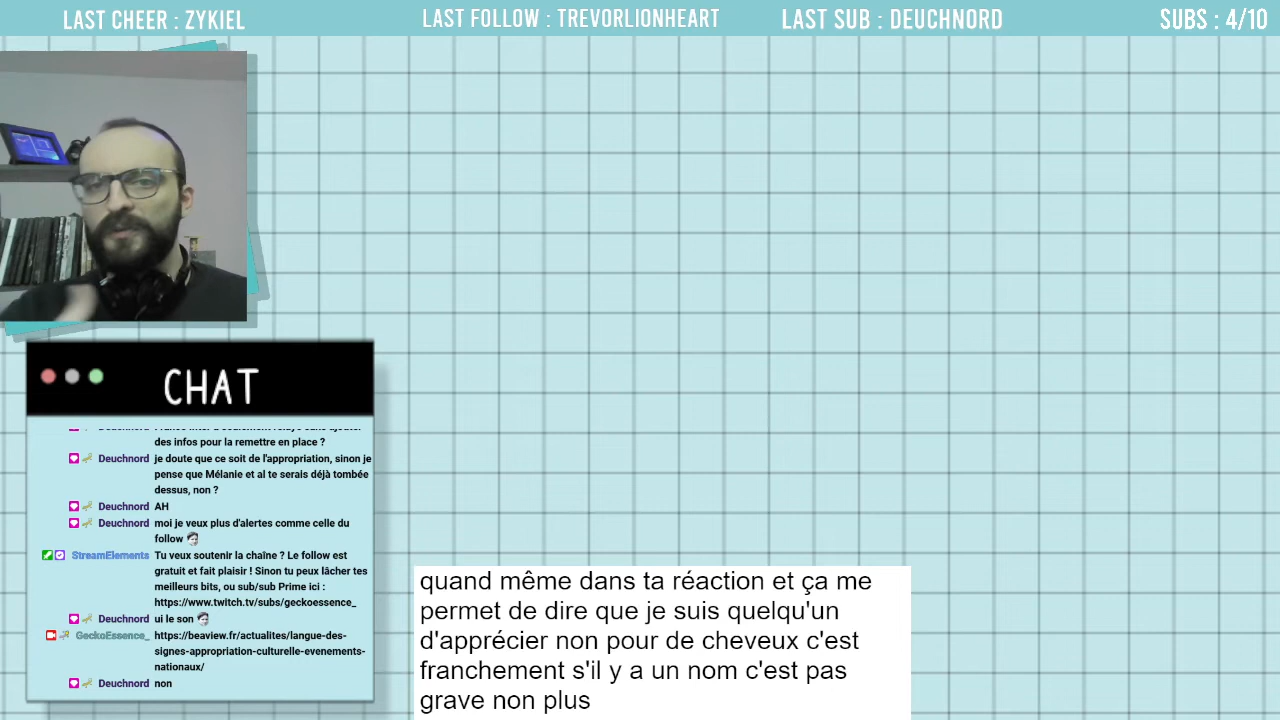 LAST CHEER : ZYKIEL
LAST FOLLOW : TREVORLIONHEART
LAST SUB : DEUCHNORD
SUBS : 4/10
CHAT
des infos pour la remettre en place ?
Deuchnord je doute que ce soit de l'appropriation, sinon je
pense que Mélanie et al te serais déjà tombée
dessus, non ?
Deuchnord AH
Deuchnord moi je veux plus d'alertes comme celle du
follow
StreamElements Tu veux soutenir la chaîne ? Le follow est
gratuit et fait plaisir ! Sinon tu peux lâcher tes
meilleurs bits, ou sub/sub Prime ici :
https://www.twitch.tv/subs/geckoessence_
Deuchnord ui le son
GeckoEssence_ https://beaview.fr/actualites/langue-des-
signes-appropriation-culturelle-evenements-
nationaux/
Deuchnord non
quand même dans ta réaction et ça me
permet de dire que je suis quelqu'un
d'apprécier non pour de cheveux c'est
franchement s'il y a un nom c'est pas
grave non plus